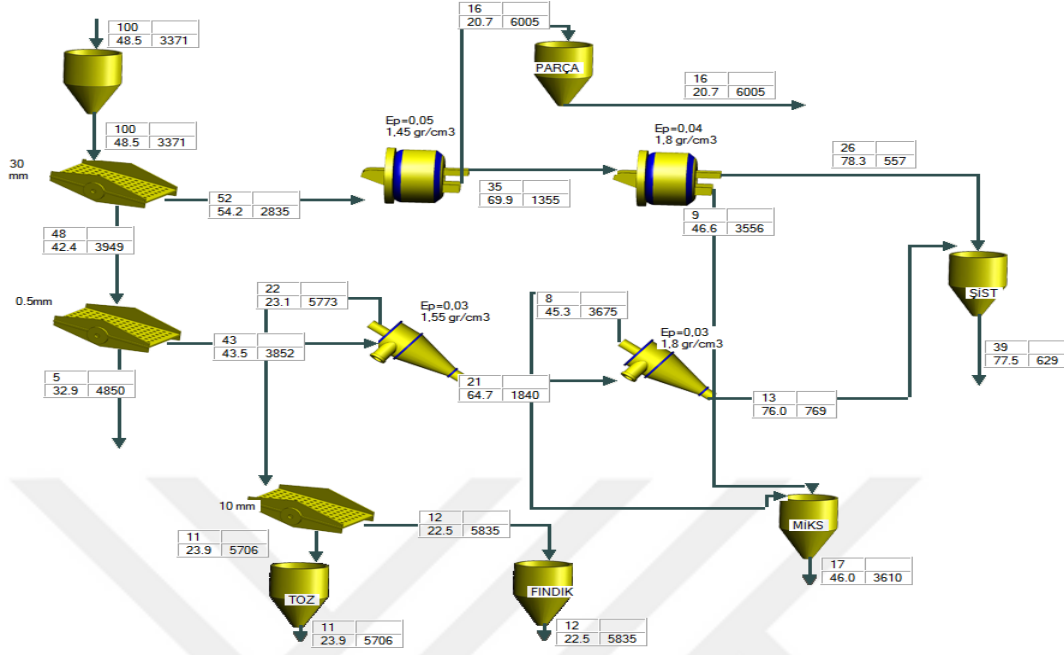 16
20.7 6005
100
48.5 3371
PARÇA
16
20.7 6005
100
48.5 3371
Ep=0,05
1,45 gr/cm3
Ep=0,04
1,8 gr/cm3
26
78.3 557
30
mm
52
54.2 2835
35
69.9 1355
9
46.6 3556
48
42.4 3949
ŞİST
22
23.1 5773
8
45.3 3675
0.5mm
Ep=0,03
1,55 gr/cm3
Ep=0,03
1,8 gr/cm3
43
43.5 3852
39
77.5 629
5
32.9 4850
21
64.7 1840
13
76.0 769
10 mm
12
22.5 5835
MİKS
11
23.9 5706
17
46.0 3610
TOZ
FINDIK
11
23.9 5706
12
22.5 5835